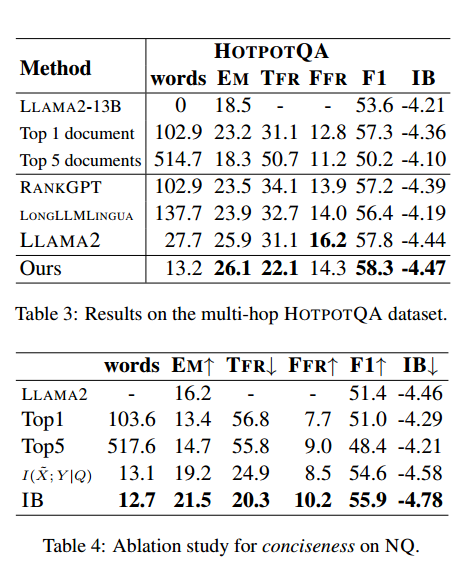 HOTPOTQA
Method words EM TFR FFR F1 IB
LLAMA2-13B 0 18.5 - - 53.6 -4.21
Top 1 document 102.9 23.2 31.1 12.8 57.3 -4.36
Top 5 documents 514.7 18.3 50.7 11.2 50.2 -4.10
RANKGPT 102.9 23.5 34.1 13.9 57.2 -4.39
LONGLLMLINGUA 137.7 23.9 32.7 14.0 56.4 -4.19
LLAMA2 27.7 25.9 31.1 16.2 57.8 -4.44
Ours 13.2 26.1 22.1 14.3 58.3 -4.47
Table 3: Results on the multi-hop HOTPOTQA dataset.
words EM↑ TFR↓ FFR↑ F1↑ IB↓
LLAMA2 - 16.2 - - 51.4 -4.46
Top1 103.6 13.4 56.8 7.7 51.0 -4.29
Top5 517.6 14.7 55.8 9.0 48.4 -4.21
I(X̃; Y|Q) 13.1 19.2 24.9 8.5 54.6 -4.58
IB 12.7 21.5 20.3 10.2 55.9 -4.78
Table 4: Ablation study for conciseness on NQ.